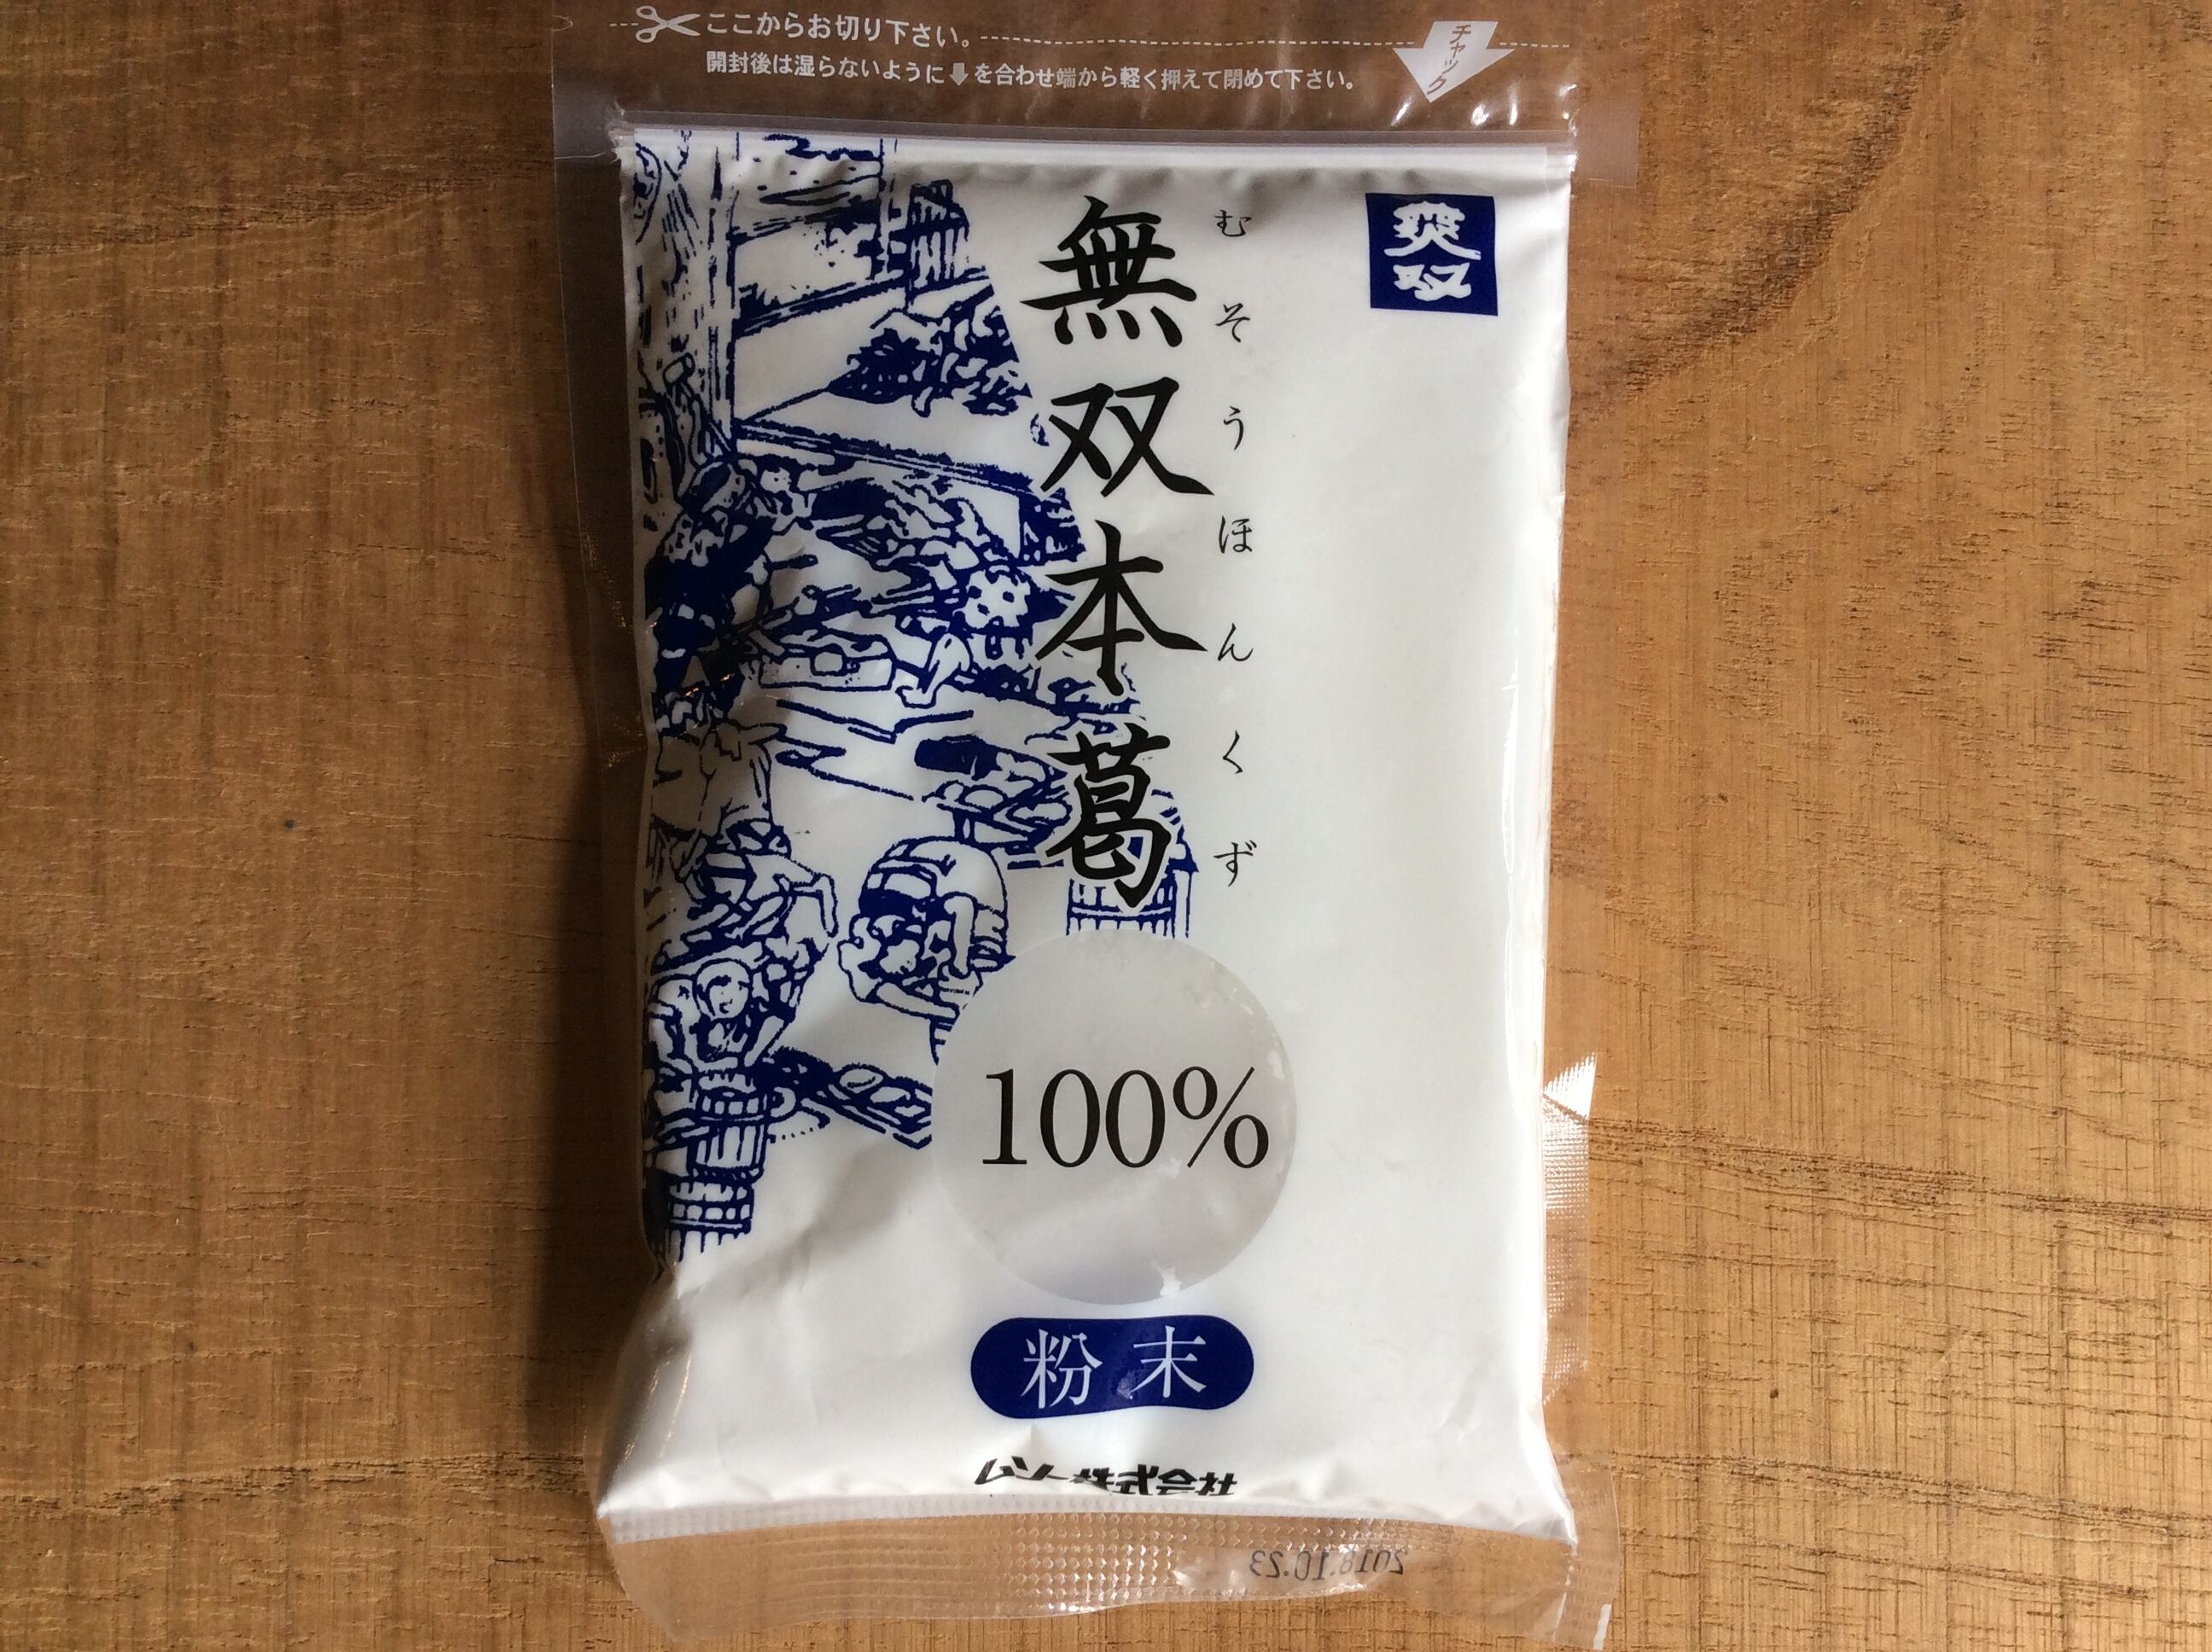 ここからお切り下さい。
開封後は湿らないように⬇を合わせ端から軽く押えて閉めて下さい。
チャック
無双
無双本葛
むそうほんくず
100%
粉末
ムソー株式会社
2018.10.23